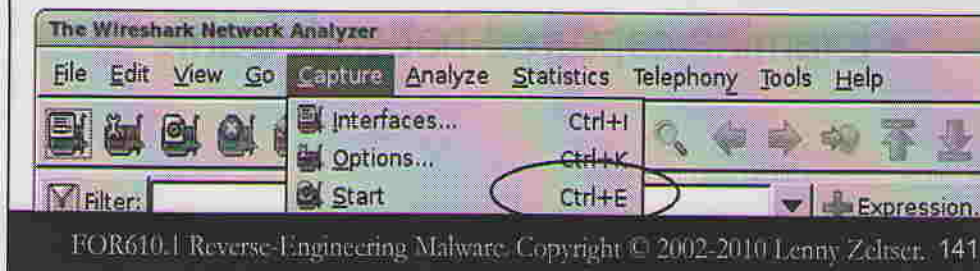 The Wireshark Network Analyzer
File Edit View Go Capture Analyze Statistics Telephony Tools Help
Interfaces... Ctrl+I
Options... Ctrl+K
Start Ctrl+E
Filter: Expression...
FOR610.1 Reverse-Engineering Malware. Copyright © 2002-2010 Lenny Zeltser. 141